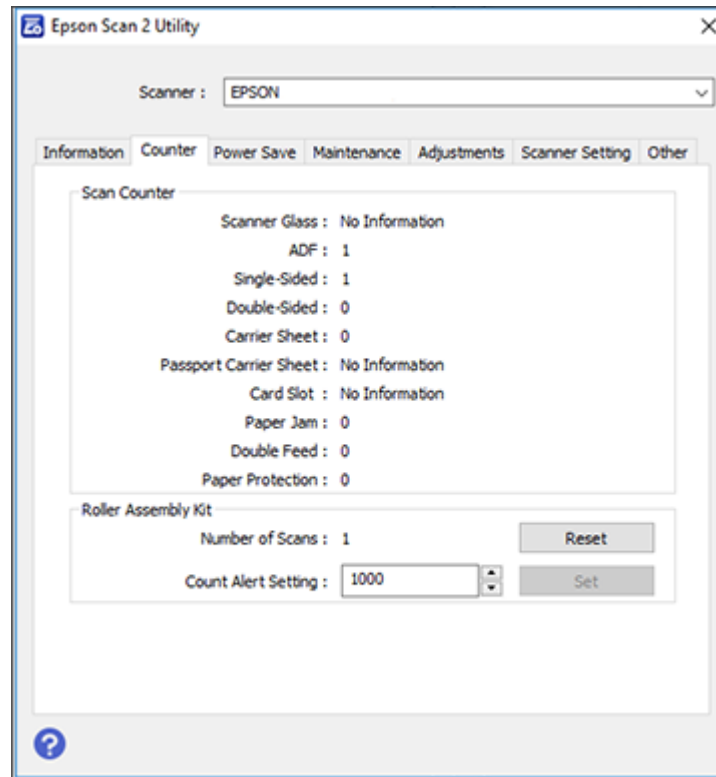 Epson Scan 2 Utility
Scanner : EPSON
Information Counter Power Save Maintenance Adjustments Scanner Setting Other
Scan Counter
Scanner Glass : No Information
ADF : 1
Single-Sided : 1
Double-Sided : 0
Carrier Sheet : 0
Passport Carrier Sheet : No Information
Card Slot : No Information
Paper Jam : 0
Double Feed : 0
Paper Protection : 0
Roller Assembly Kit
Number of Scans : 1 Reset
Count Alert Setting : 1000 Set
?